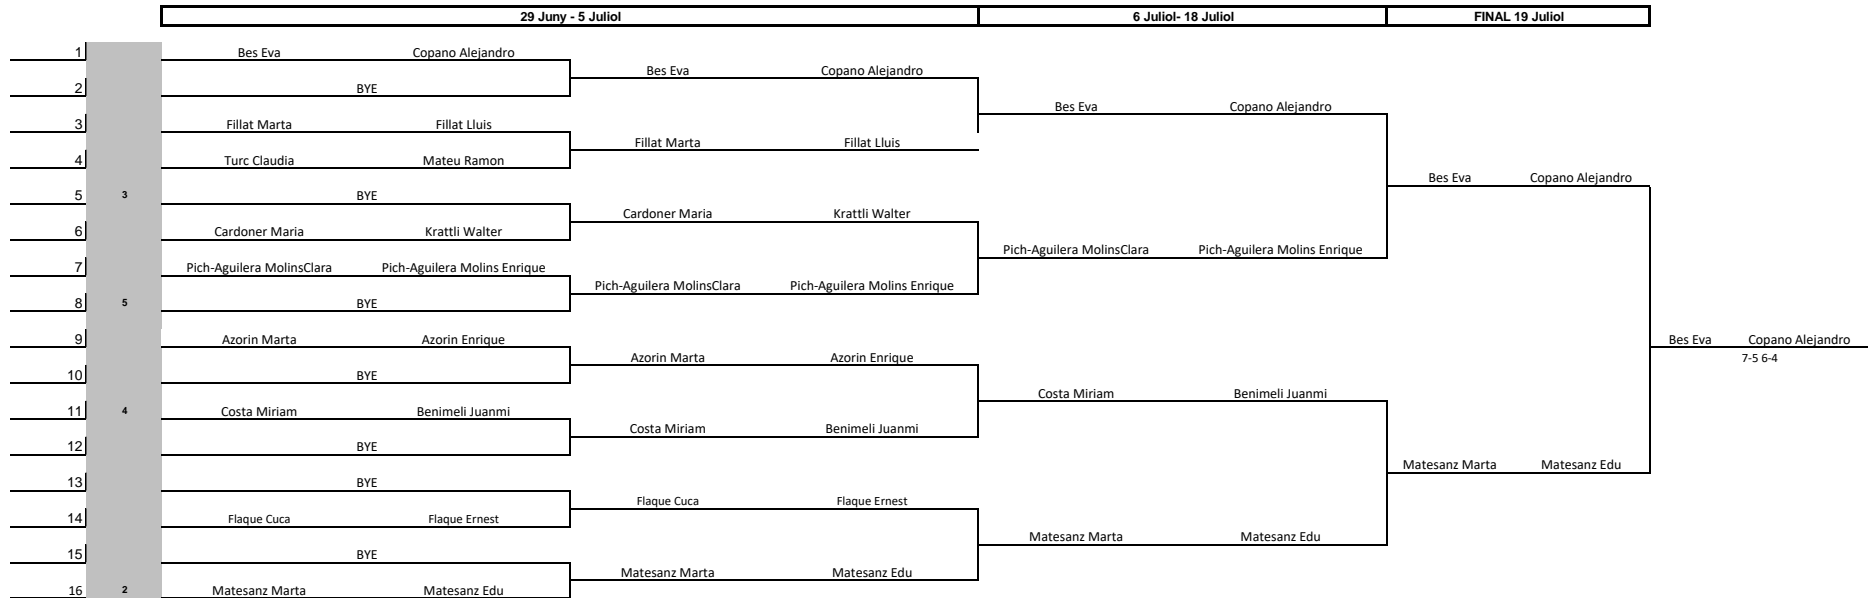 29 Juny - 5 Juliol 6 Juliol- 18 Juliol FINAL 19 Juliol
1 Bes Eva Copano Alejandro
Bes Eva Copano Alejandro
2 BYE
Bes Eva Copano Alejandro
3 Fillat Marta Fillat Lluis
Fillat Marta Fillat Lluis
4 Turc Claudia Mateu Ramon
Bes Eva Copano Alejandro
5 3 BYE
Cardoner Maria Krattli Walter
6 Cardoner Maria Krattli Walter
Pich-Aguilera MolinsClara Pich-Aguilera Molins Enrique
7 Pich-Aguilera MolinsClara Pich-Aguilera Molins Enrique
Pich-Aguilera MolinsClara Pich-Aguilera Molins Enrique
8 5 BYE
9 Azorin Marta Azorin Enrique
Bes Eva Copano Alejandro
Azorin Marta Azorin Enrique
7-5 6-4
10 BYE
Costa Miriam Benimeli Juanmi
11 4 Costa Miriam Benimeli Juanmi
Costa Miriam Benimeli Juanmi
12 BYE
Matesanz Marta Matesanz Edu
13 BYE
Flaque Cuca Flaque Ernest
14 Flaque Cuca Flaque Ernest
Matesanz Marta Matesanz Edu
15 BYE
Matesanz Marta Matesanz Edu
16 2 Matesanz Marta Matesanz Edu